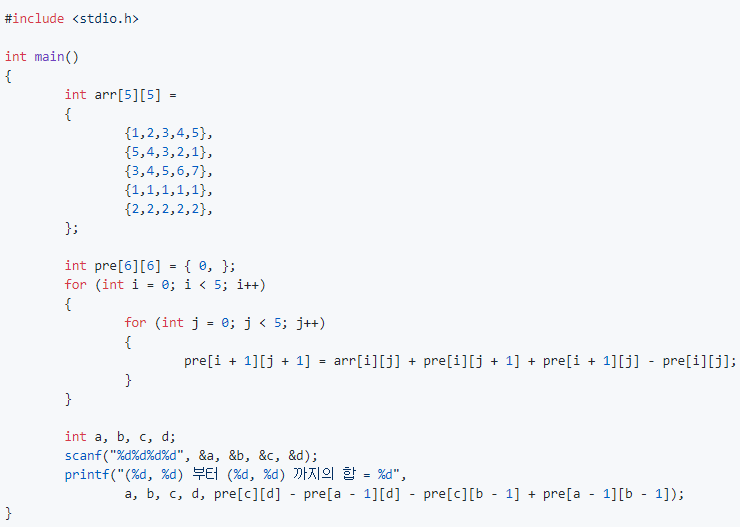 #include <stdio.h>
int main()
{
int arr[5][5] =
{
{1,2,3,4,5},
{5,4,3,2,1},
{3,4,5,6,7},
{1,1,1,1,1},
{2,2,2,2,2},
};
int pre[6][6] = { 0, };
for (int i = 0; i < 5; i++)
{
for (int j = 0; j < 5; j++)
{
pre[i + 1][j + 1] = arr[i][j] + pre[i][j + 1] + pre[i + 1][j] - pre[i][j];
}
}
int a, b, c, d;
scanf("%d%d%d%d", &a, &b, &c, &d);
printf("(%d, %d) 부터 (%d, %d) 까지의 합 = %d",
a, b, c, d, pre[c][d] - pre[a - 1][d] - pre[c][b - 1] + pre[a - 1][b - 1]);
}